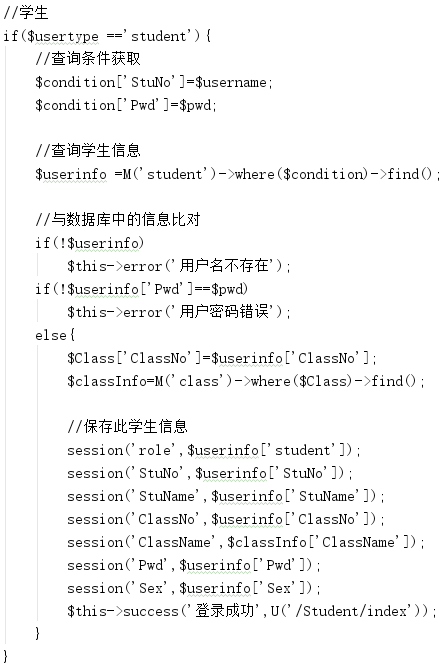 //学生
if($usertype =='student'){
//查询条件获取
$condition['StuNo']=$username;
$condition['Pwd']=$pwd;
//查询学生信息
$userinfo =M('student')->where($condition)->find();
//与数据库中的信息比对
if(!$userinfo)
$this->error('用户名不存在');
if(!$userinfo['Pwd']==$pwd)
$this->error('用户密码错误');
else{
$Class['ClassNo']=$userinfo['ClassNo'];
$classInfo=M('class')->where($Class)->find();
//保存此学生信息
session('role',$userinfo['student']);
session('StuNo',$userinfo['StuNo']);
session('StuName',$userinfo['StuName']);
session('ClassNo',$userinfo['ClassNo']);
session('ClassName',$classInfo['ClassName']);
session('Pwd',$userinfo['Pwd']);
session('Sex',$userinfo['Sex']);
$this->success('登录成功',U('/Student/index'));
}
}